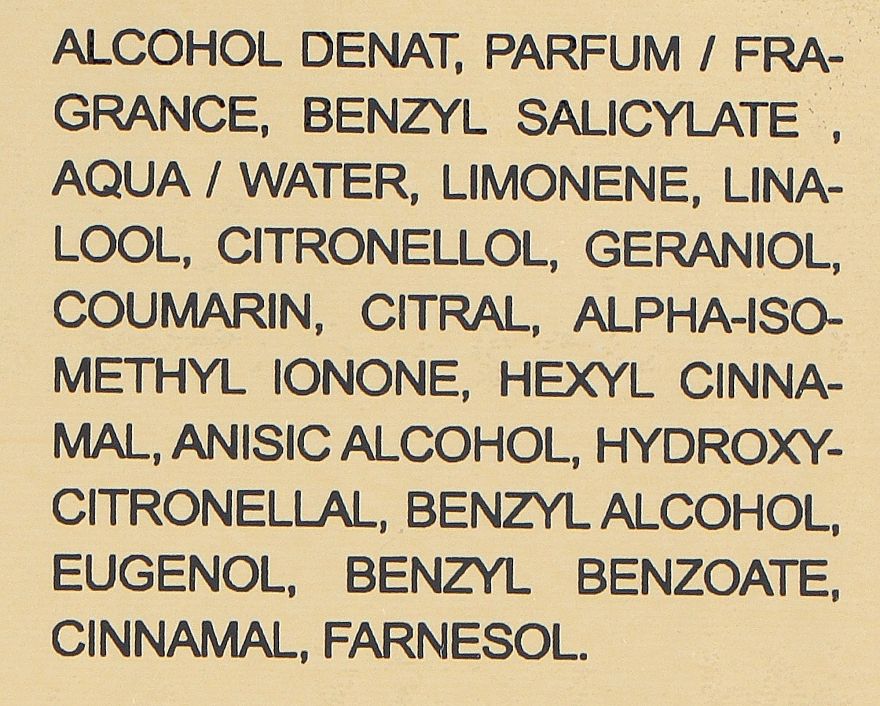 ALCOHOL DENAT, PARFUM / FRA-
GRANCE, BENZYL SALICYLATE ,
AQUA / WATER, LIMONENE, LINA-
LOOL, CITRONELLOL, GERANIOL,
COUMARIN, CITRAL, ALPHA-ISO-
METHYL IONONE, HEXYL CINNA-
MAL, ANISIC ALCOHOL, HYDROXY-
CITRONELLAL, BENZYL ALCOHOL,
EUGENOL, BENZYL BENZOATE,
CINNAMAL, FARNESOL.